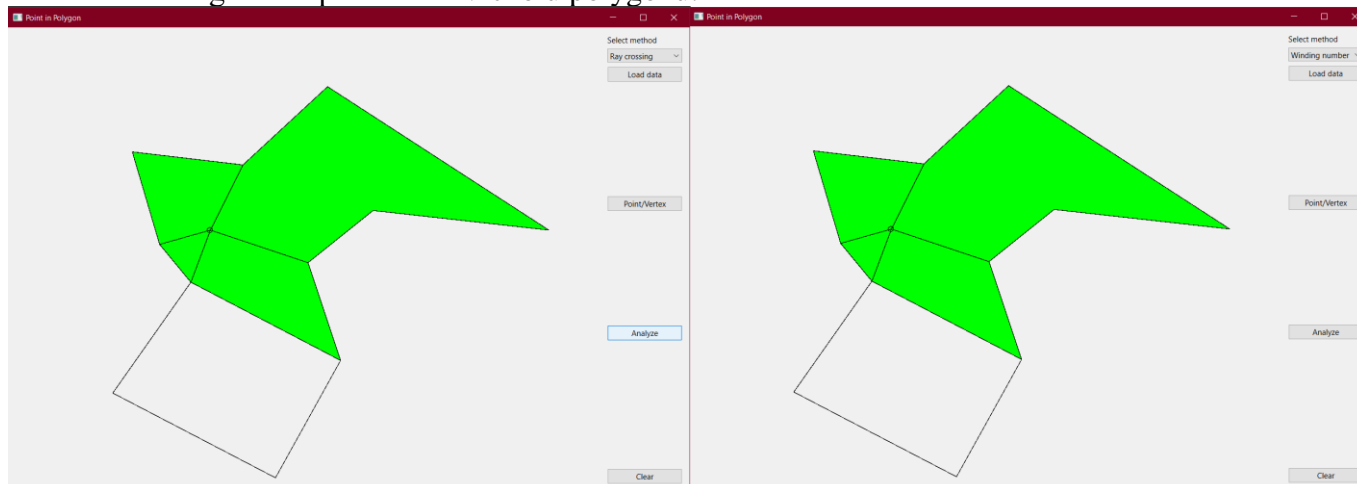 Point in Polygon
Select method
Ray crossing
Load data
Point/Vertex
Analyze
Clear
Point in Polygon
Select method
Winding number
Load data
Point/Vertex
Analyze
Clear